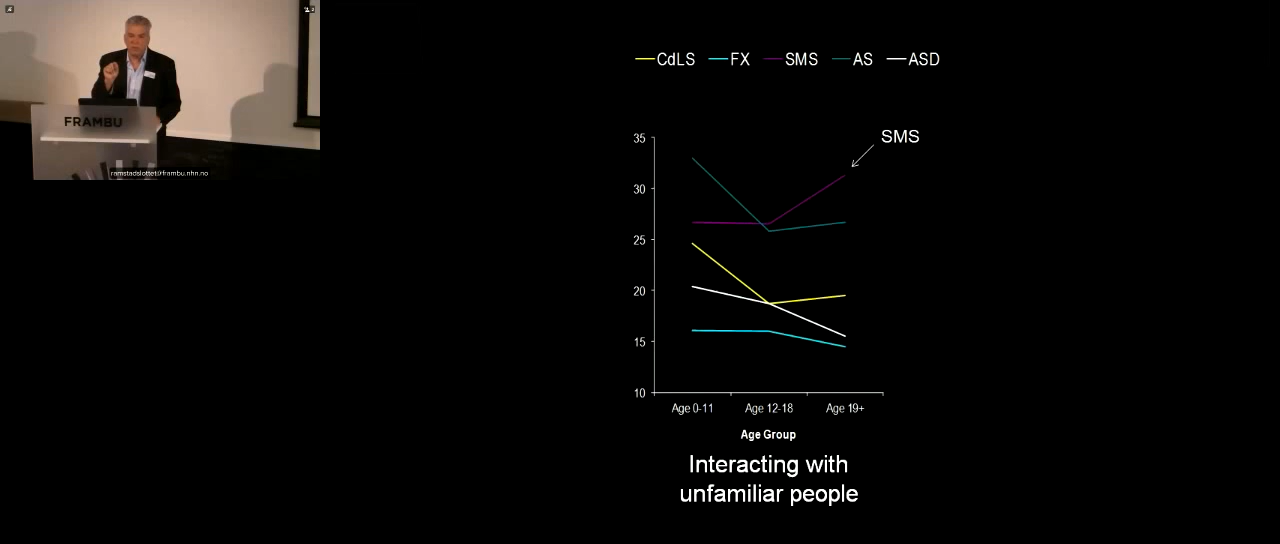 FRAMBU
ramstadslottet@frambu.nhn.no
CdLS FX SMS AS ASD
SMS
35
30
25
20
15
10
Age 0-11 Age 12-18 Age 19+
Age Group
Interacting with
unfamiliar people